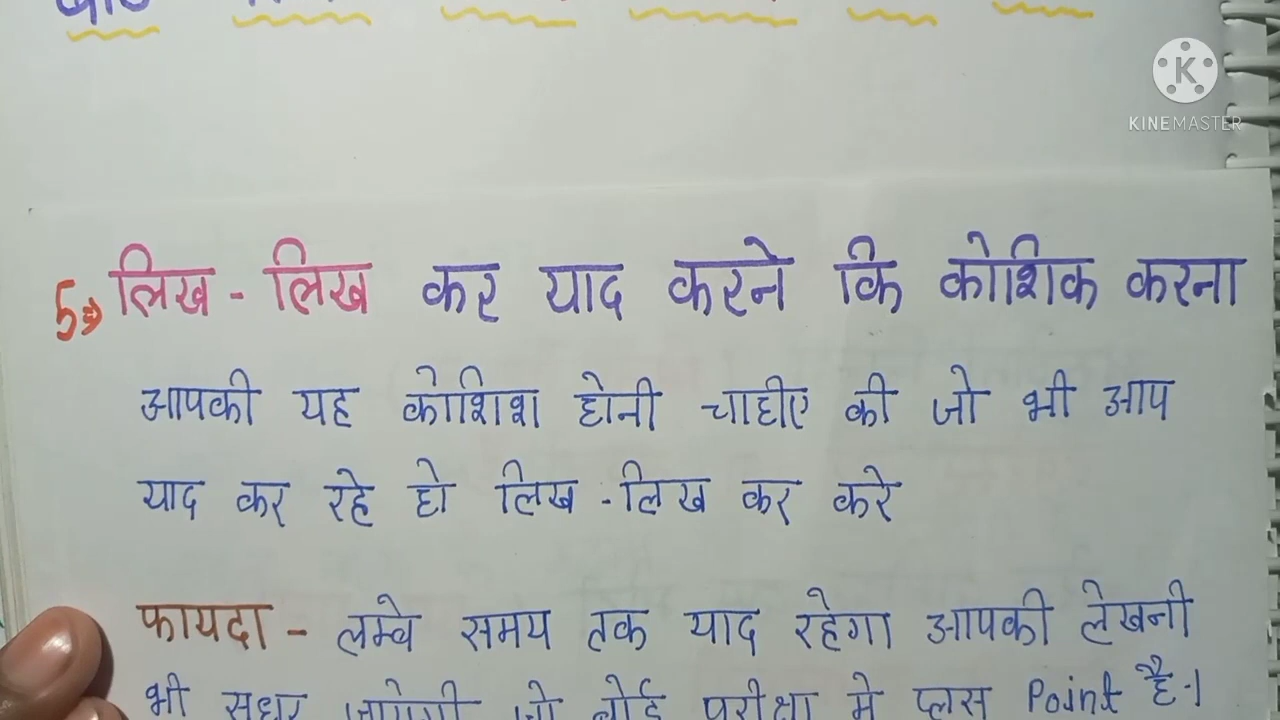 KINEMASTER
5⇒ लिख - लिख कर याद करने कि कोशिक करना
आपकी यह कोशिश होनी चाहीए की जो भी आप
याद कर रहे हो लिख - लिख कर करे
फायदा - लम्बे समय तक याद रहेगा आपकी लेखनी
भी सुधर जायेगी जो बोर्ड परीक्षा मे प्लस Point है।